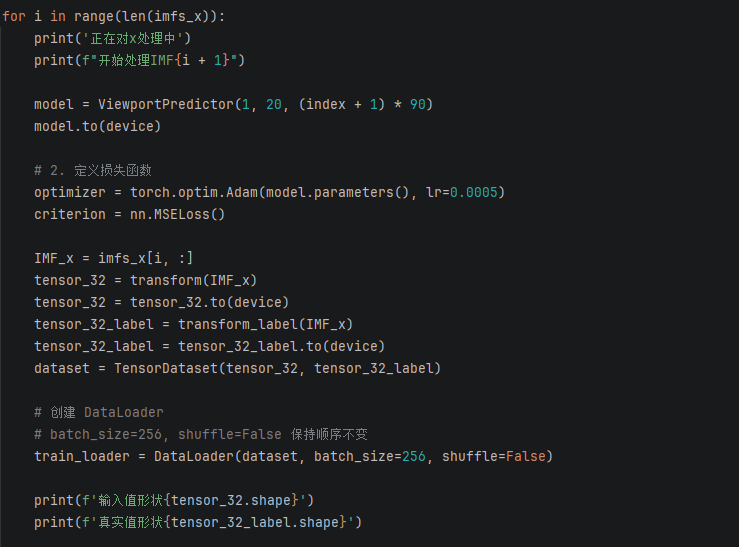 for i in range(len(imfs_x)):
    print('正在对x处理中')
    print(f"开始处理IMF{i + 1}")
    model = ViewportPredictor(1, 20, (index + 1) * 90)
    model.to(device)
    # 2. 定义损失函数
    optimizer = torch.optim.Adam(model.parameters(), lr=0.0005)
    criterion = nn.MSELoss()
    IMF_x = imfs_x[i, :]
    tensor_32 = transform(IMF_x)
    tensor_32 = tensor_32.to(device)
    tensor_32_label = transform_label(IMF_x)
    tensor_32_label = tensor_32_label.to(device)
    dataset = TensorDataset(tensor_32, tensor_32_label)
    # 创建 DataLoader
    # batch_size=256, shuffle=False 保持顺序不变
    train_loader = DataLoader(dataset, batch_size=256, shuffle=False)
    print(f'输入值形状{tensor_32.shape}')
    print(f'真实值形状{tensor_32_label.shape}')